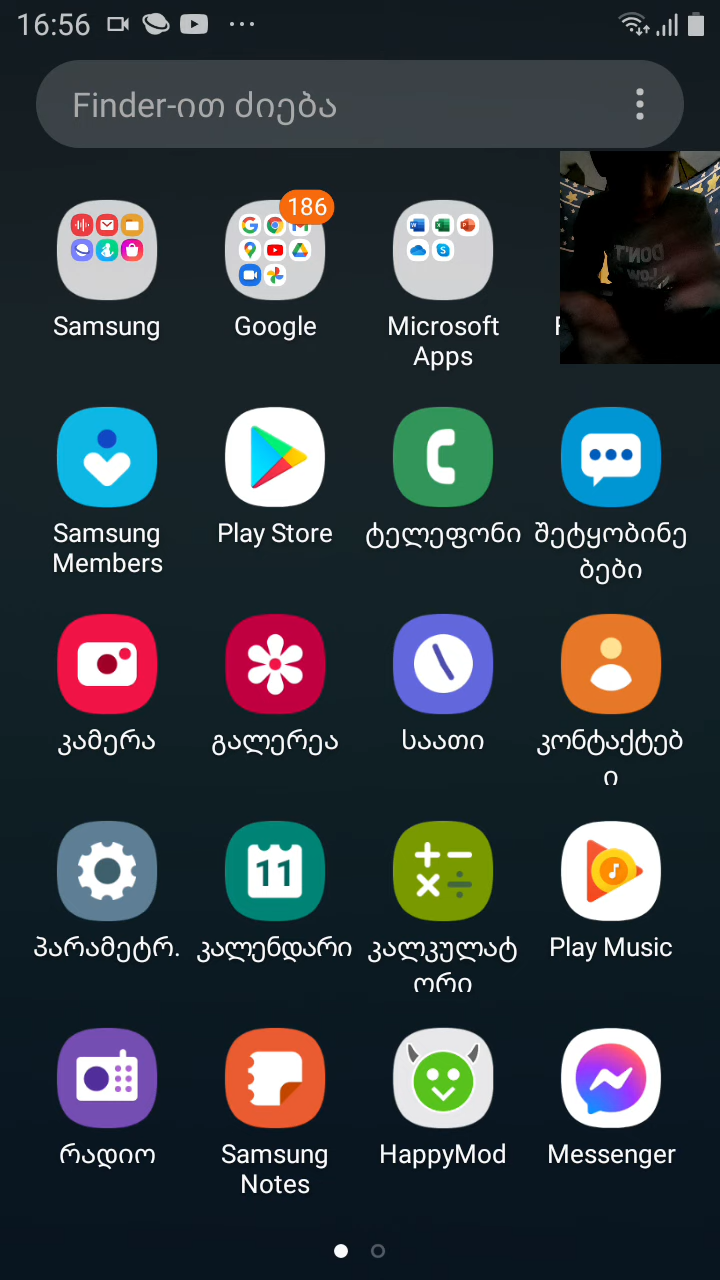 16:56
Finder-ით ძიება
186
Samsung
Google
Microsoft
Apps
Samsung
Members
Play Store
ტელეფონი
შეტყობინე
ბები
კამერა
გალერეა
საათი
კონტაქტებ
ი
11
პარამეტრ.
კალენდარი
კალკულატ
ორი
Play Music
რადიო
Samsung
Notes
HappyMod
Messenger